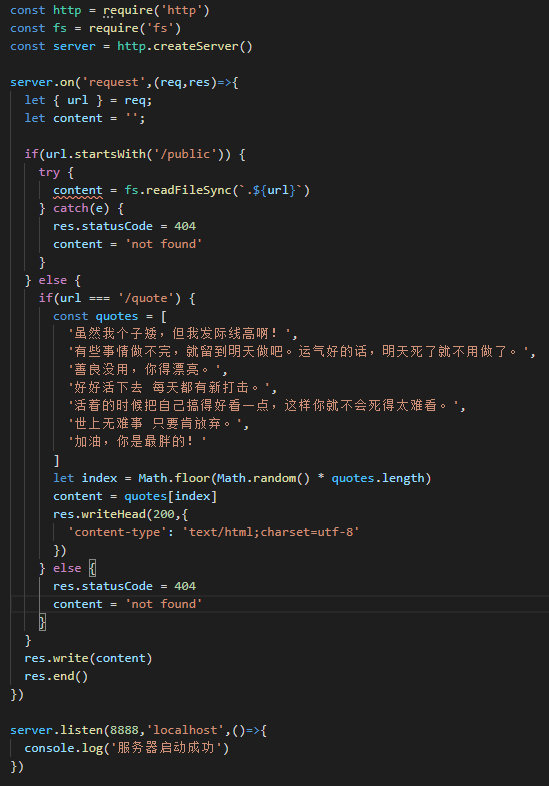 const http = require('http')
const fs = require('fs')
const server = http.createServer()
server.on('request',(req,res)=>{
let { url } = req;
let content = '';
if(url.startsWith('/public')) {
try {
content = fs.readFileSync(`.${url}`)
} catch(e) {
res.statusCode = 404
content = 'not found'
}
} else {
if(url === '/quote') {
const quotes = [
'虽然我个子矮，但我发际线高啊！',
'有些事情做不完，就留到明天做吧。运气好的话，明天死了就不用做了。',
'善良没用，你得漂亮。',
'好好活下去 每天都有新打击。',
'活着的时候把自己搞得好看一点，这样你就不会死得太难看。',
'世上无难事 只要肯放弃。',
'加油，你是最胖的！'
]
let index = Math.floor(Math.random() * quotes.length)
content = quotes[index]
res.writeHead(200,{
'content-type': 'text/html;charset=utf-8'
})
} else {
res.statusCode = 404
content = 'not found'
}
}
res.write(content)
res.end()
})
server.listen(8888,'localhost',()=>{
console.log('服务器启动成功')
})